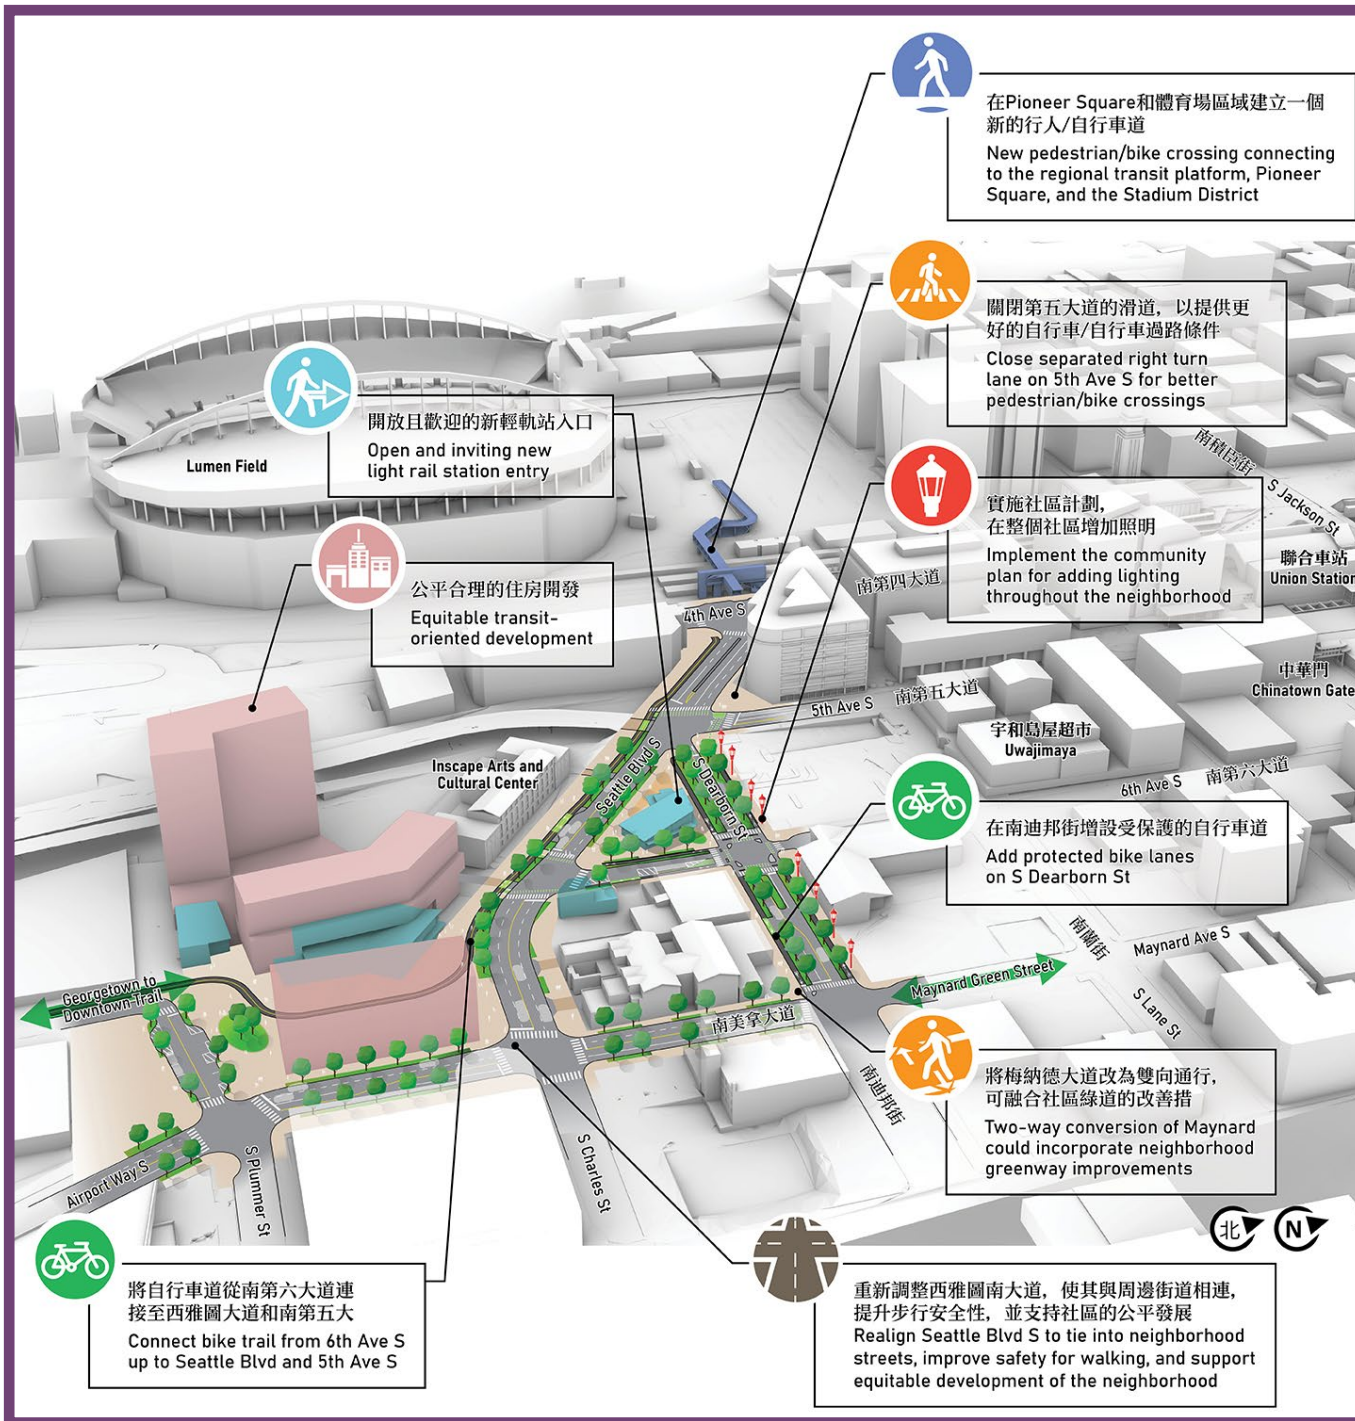 在Pioneer Square和體育場區域建立一個
新的行人/自行車道
New pedestrian/bike crossing connecting
to the regional transit platform, Pioneer
Square, and the Stadium District
關閉第五大道的滑道，以提供更
好的自行車/自行車過路條件
Close separated right turn
lane on 5th Ave S for better
pedestrian/bike crossings
開放且歡迎的新輕軌站入口
Open and inviting new
light rail station entry
Lumen Field
南積臣街
S Jackson St
實施社區計劃，
在整個社區增加照明
Implement the community
plan for adding lighting
throughout the neighborhood
聯合車站
Union Station
公平合理的住房開發
Equitable transit-
oriented development
南第四大道
4th Ave S
中華門
Chinatown Gate
南第五大道
5th Ave S
宇和島屋超市
Uwajimaya
Inscape Arts and
Cultural Center
Seattle Blvd S
S Dearborn St
6th Ave S
南第六大道
在南迪邦街增設受保護的自行車道
Add protected bike lanes
on S Dearborn St
南蘭街
Maynard Ave S
Georgetown to
Downtown Trail
Maynard Green Street
S Lane St
南美拿大道
南迪邦街
將梅納德大道改為雙向通行，
可融合社區綠道的改善措
Two-way conversion of Maynard
could incorporate neighborhood
greenway improvements
Airport Way S
S Plummer St
S Charles St
北
N
將自行車道從南第六大道連
接至西雅圖大道和南第五大
Connect bike trail from 6th Ave S
up to Seattle Blvd and 5th Ave S
重新調整西雅圖南大道，使其與周邊街道相連，
提升步行安全性，並支持社區的公平發展
Realign Seattle Blvd S to tie into neighborhood
streets, improve safety for walking, and support
equitable development of the neighborhood